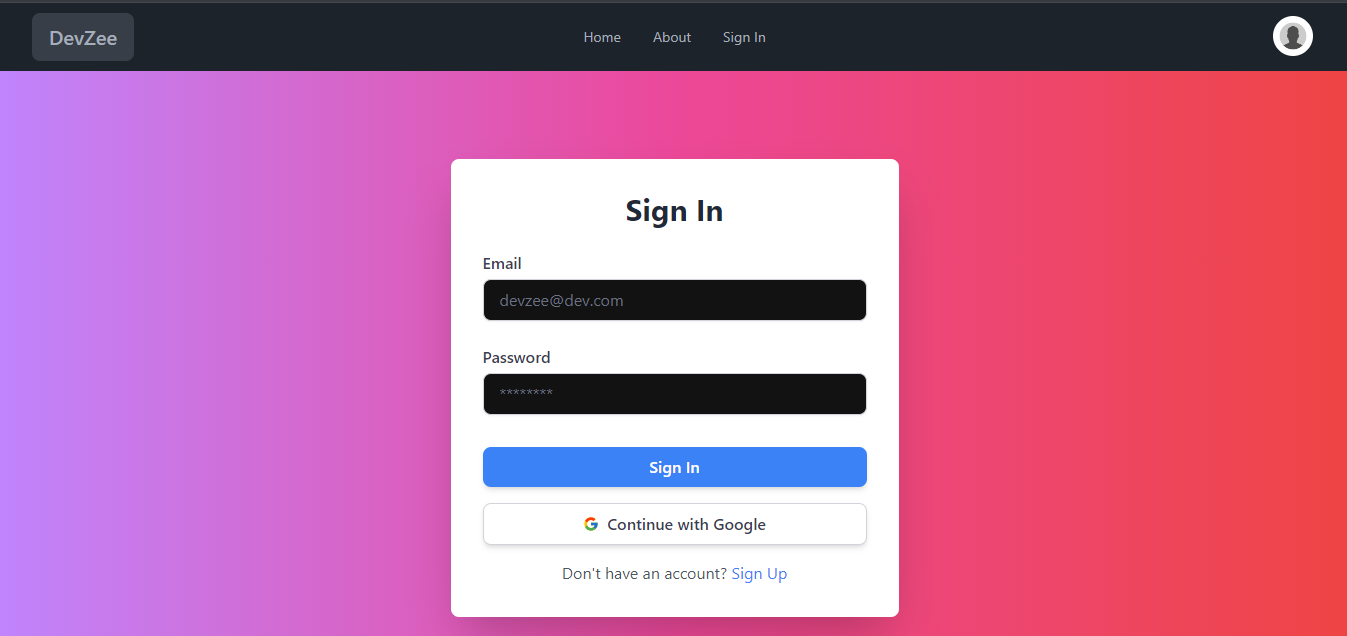 DevZee
Home About Sign In
Sign In
Email
devzee@dev.com
Password
********
Sign In
Continue with Google
Don't have an account? Sign Up